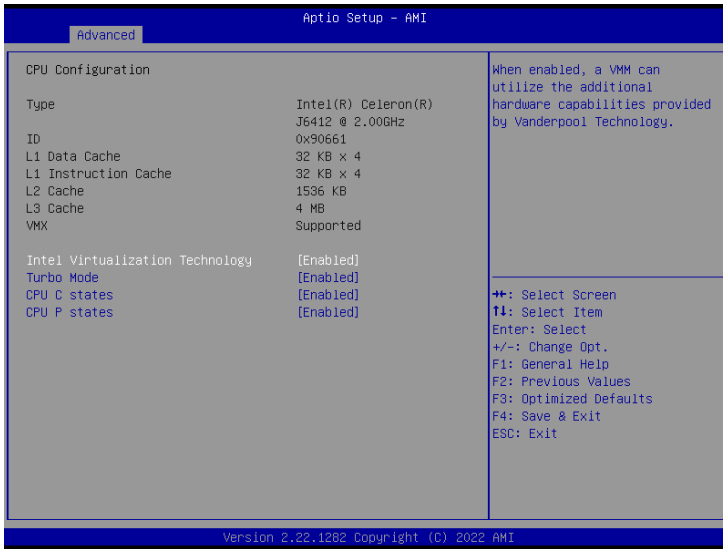 Aptio Setup - AMI
Advanced
CPU Configuration
Type Intel(R) Celeron(R)
J6412 @ 2.00GHz
ID 0x90661
L1 Data Cache 32 KB x 4
L1 Instruction Cache 32 KB x 4
L2 Cache 1536 KB
L3 Cache 4 MB
VMX Supported
Intel Virtualization Technology [Enabled]
Turbo Mode [Enabled]
CPU C states [Enabled]
CPU P states [Enabled]
When enabled, a VMM can
utilize the additional
hardware capabilities provided
by Vanderpool Technology.
→←: Select Screen
↑↓: Select Item
Enter: Select
+/-: Change Opt.
F1: General Help
F2: Previous Values
F3: Optimized Defaults
F4: Save & Exit
ESC: Exit
Version 2.22.1282 Copyright (C) 2022 AMI